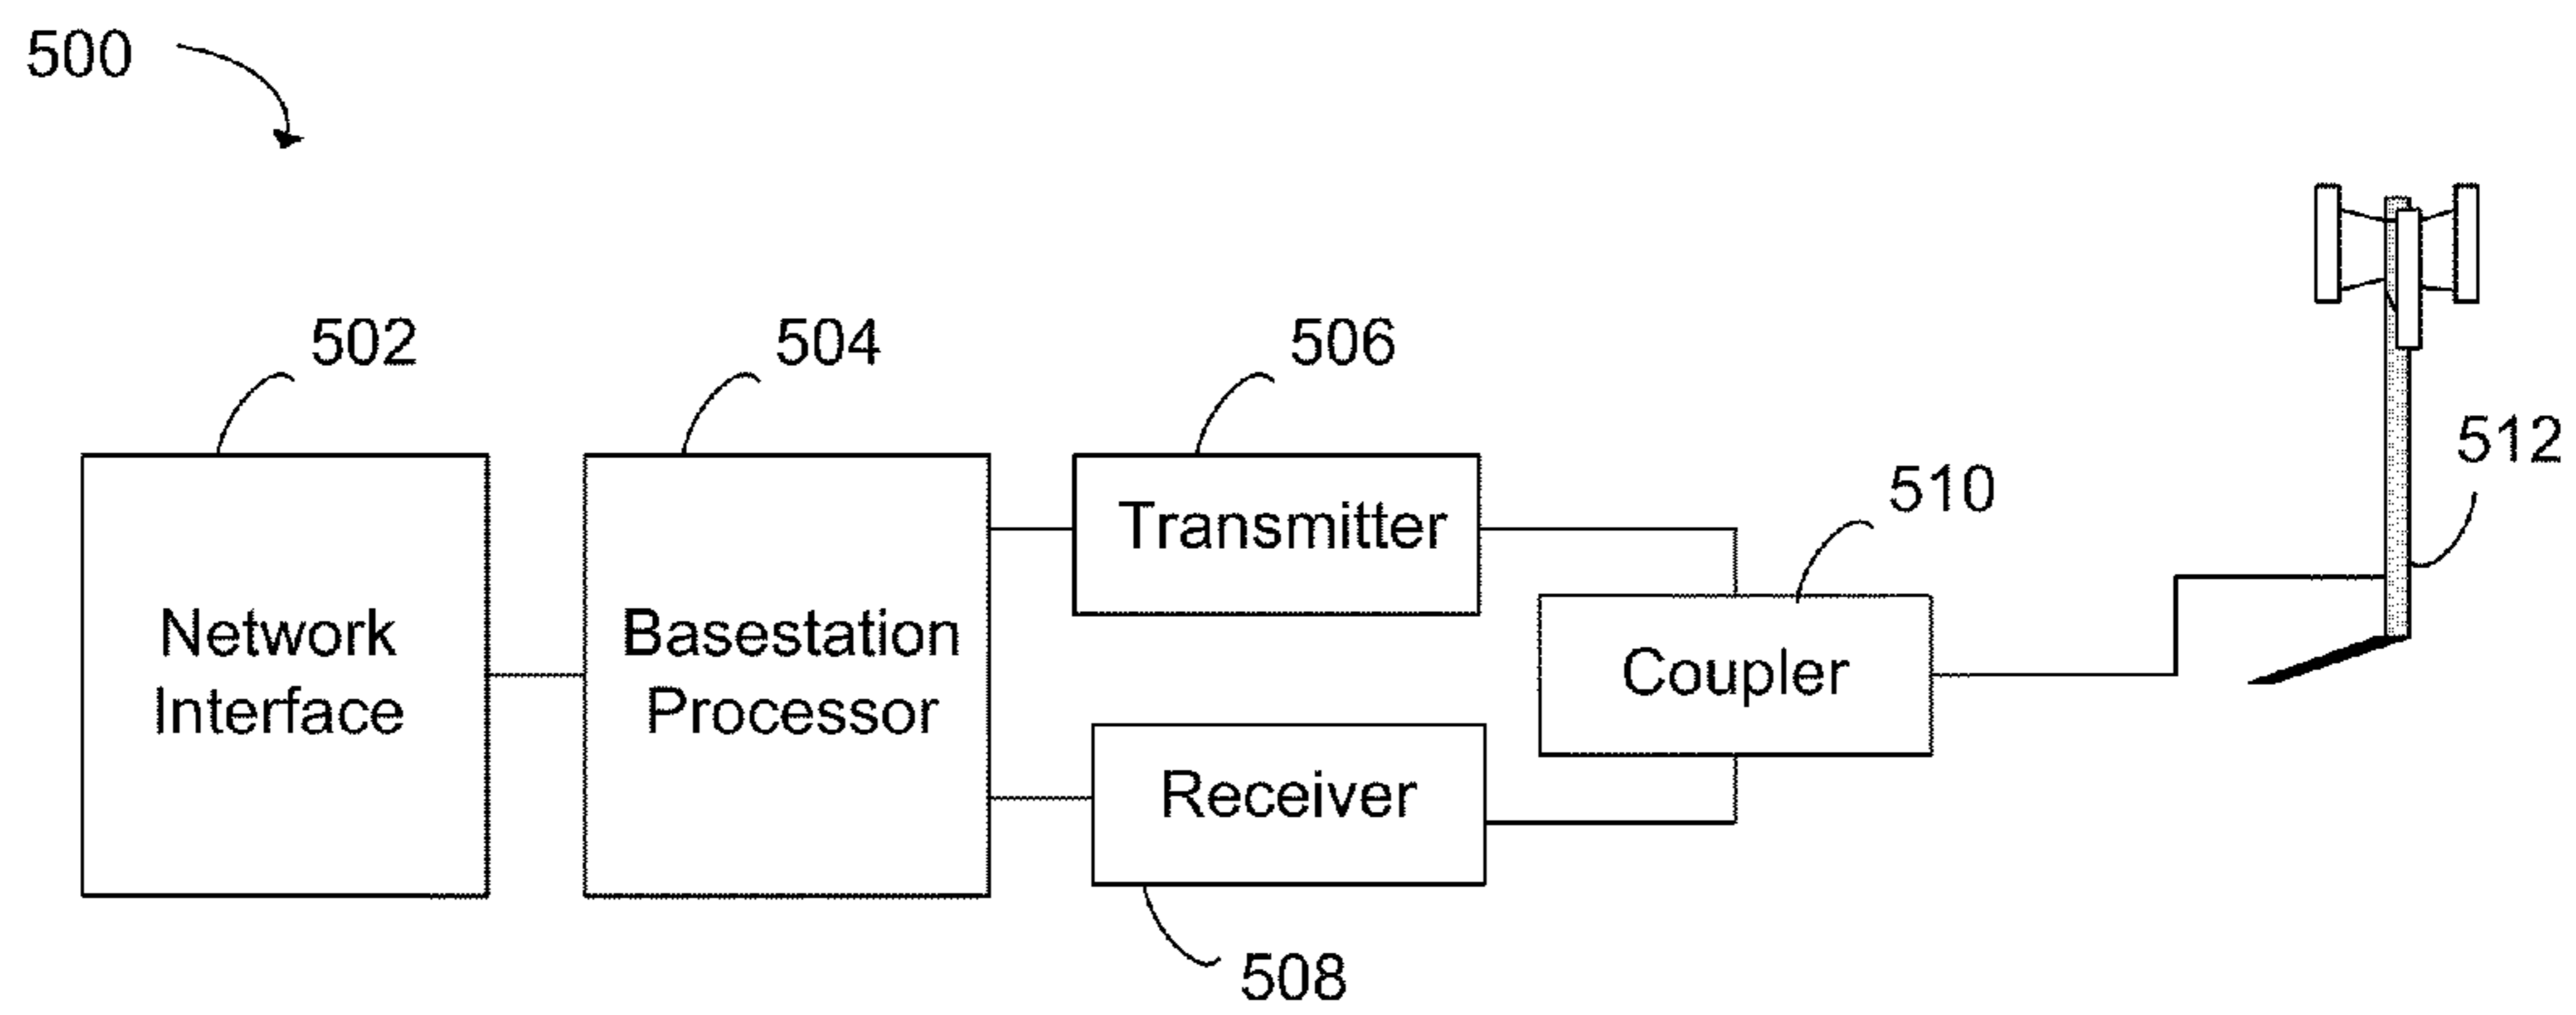 500
502
504
506
510
512
Network
Interface
Basestation
Processor
Transmitter
Receiver
Coupler
508